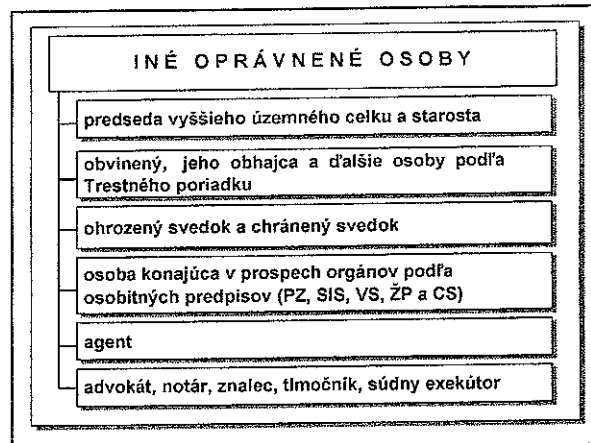 INÉ OPRÁVNENÉ OSOBY
predseda vyššieho územného celku a starosta
obvinený, jeho obhajca a ďalšie osoby podľa
Trestného poriadku
ohrozený svedok a chránený svedok
osoba konajúca v prospech orgánov podľa
osobitných predpisov (PZ, SIS, VS, ŽP a CS)
agent
advokát, notár, znalec, tlmočník, súdny exekútor